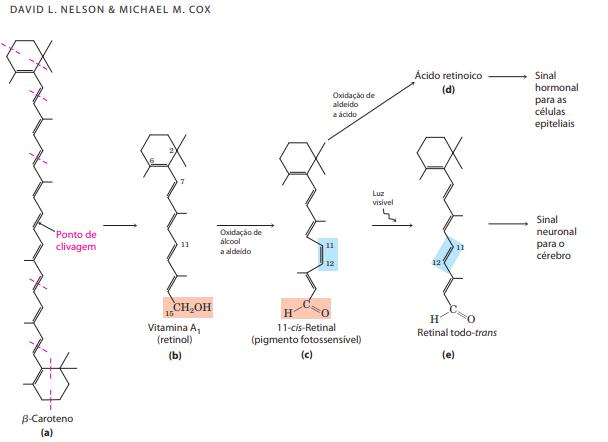 DAVID L. NELSON & MICHAEL M. COX
Ponto de
clivagem
β-Caroteno
(a)
2
6
7
11
15
CH₂OH
Vitamina A₁
(retinol)
(b)
Oxidação de
álcool
a aldeído
11
12
H
C
O
11-cis-Retinal
(pigmento fotossensível)
(c)
Oxidação de
aldeído
a ácido
Ácido retinoico
(d)
Sinal
hormonal
para as
células
epiteliais
Luz
visível
11
12
H
C
O
Retinal todo-trans
(e)
Sinal
neuronal
para o
cérebro